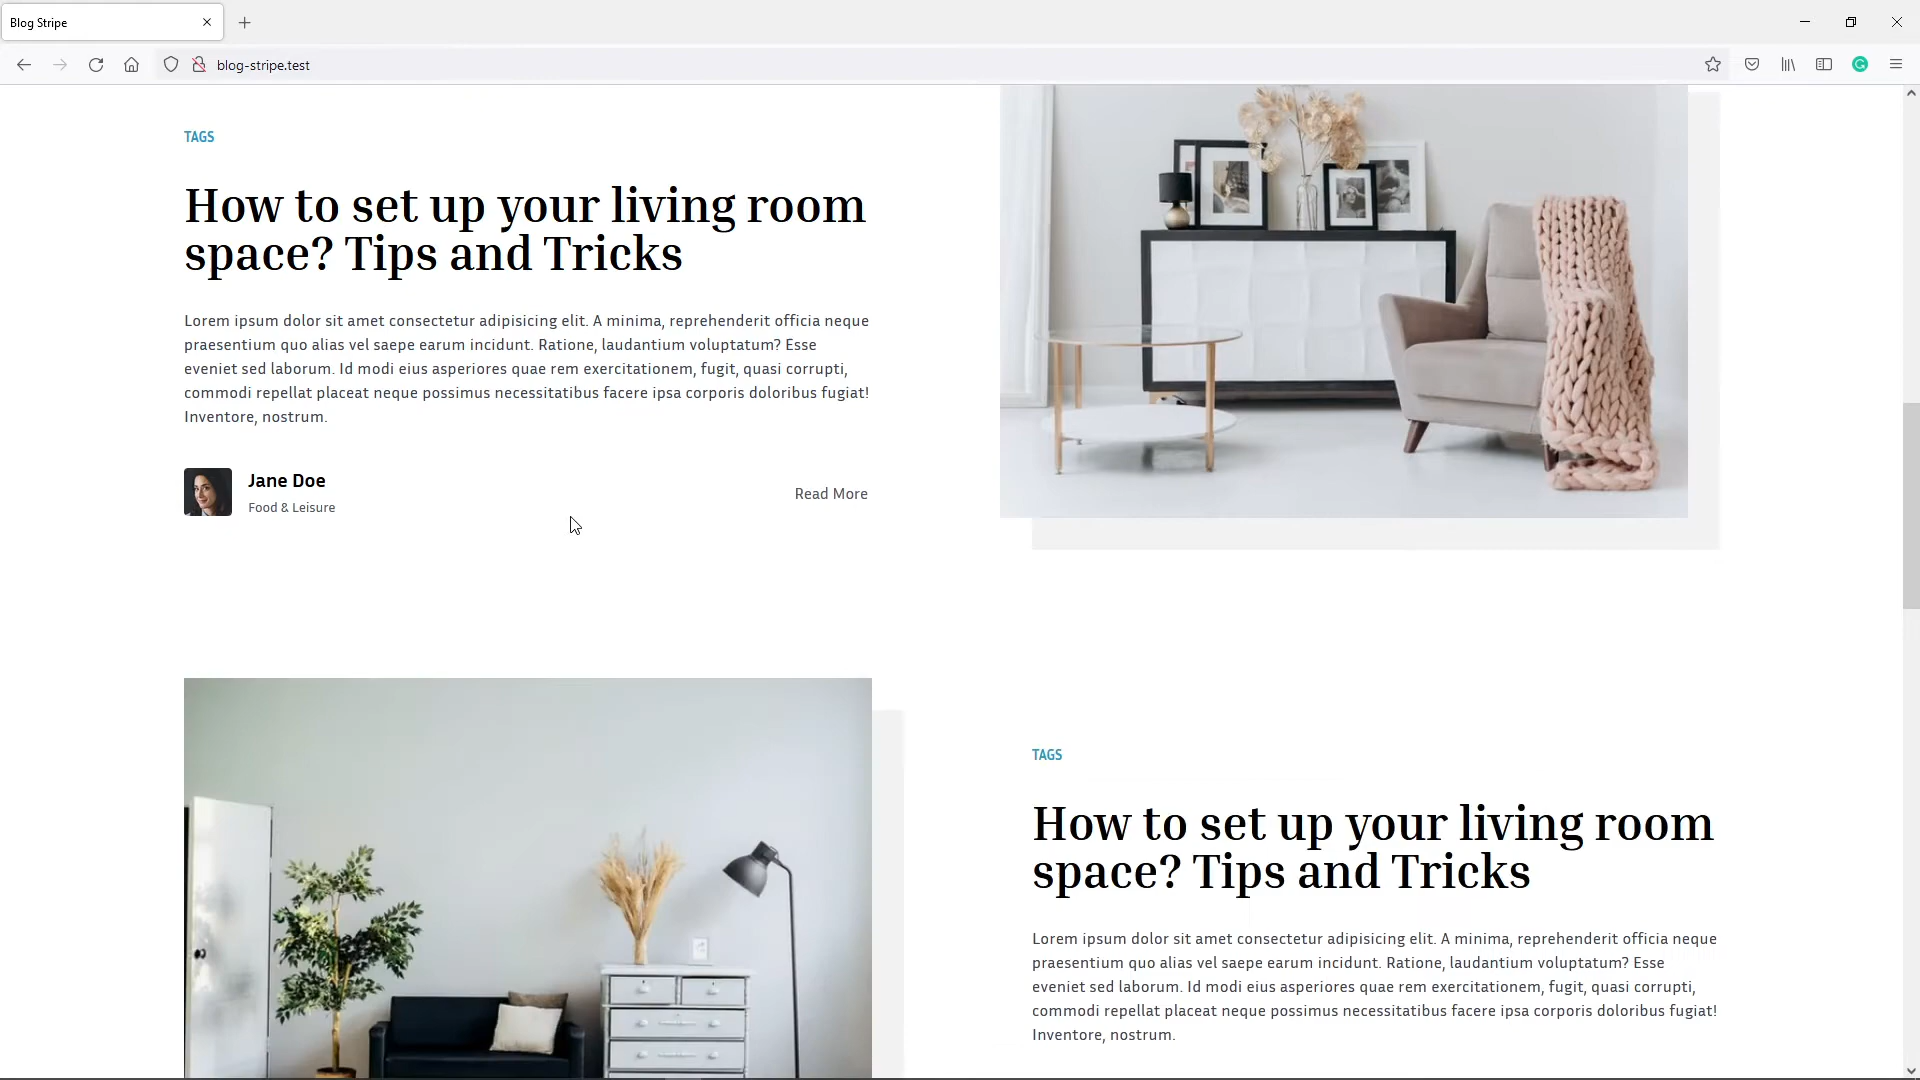 Blog Stripe
blog-stripe.test
TAGS
How to set up your living room
space? Tips and Tricks
Lorem ipsum dolor sit amet consectetur adipisicing elit. A minima, reprehenderit officia neque
praesentium quo alias vel saepe earum incidunt. Ratione, laudantium voluptatum? Esse
eveniet sed laborum. Id modi eius asperiores quae rem exercitationem, fugit, quasi corrupti,
commodi repellat placeat neque possimus necessitatibus facere ipsa corporis doloribus fugiat!
Inventore, nostrum.
Jane Doe
Food & Leisure
Read More
TAGS
How to set up your living room
space? Tips and Tricks
Lorem ipsum dolor sit amet consectetur adipisicing elit. A minima, reprehenderit officia neque
praesentium quo alias vel saepe earum incidunt. Ratione, laudantium voluptatum? Esse
eveniet sed laborum. Id modi eius asperiores quae rem exercitationem, fugit, quasi corrupti,
commodi repellat placeat neque possimus necessitatibus facere ipsa corporis doloribus fugiat!
Inventore, nostrum.